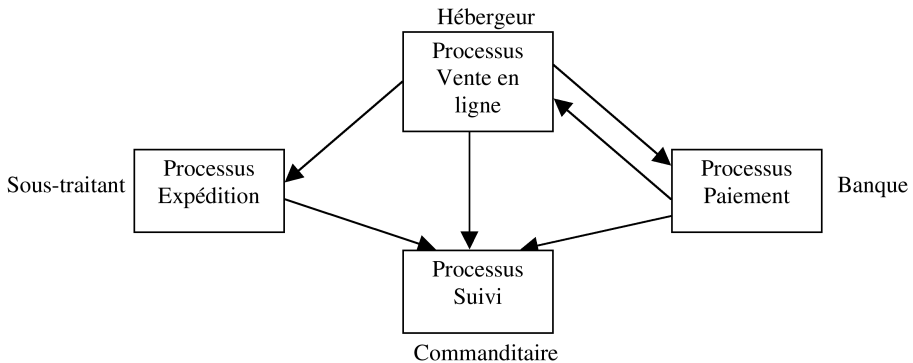 Hébergeur
Processus
Vente en
ligne
Sous-traitant
Processus
Expédition
Processus
Paiement
Banque
Processus
Suivi
Commanditaire